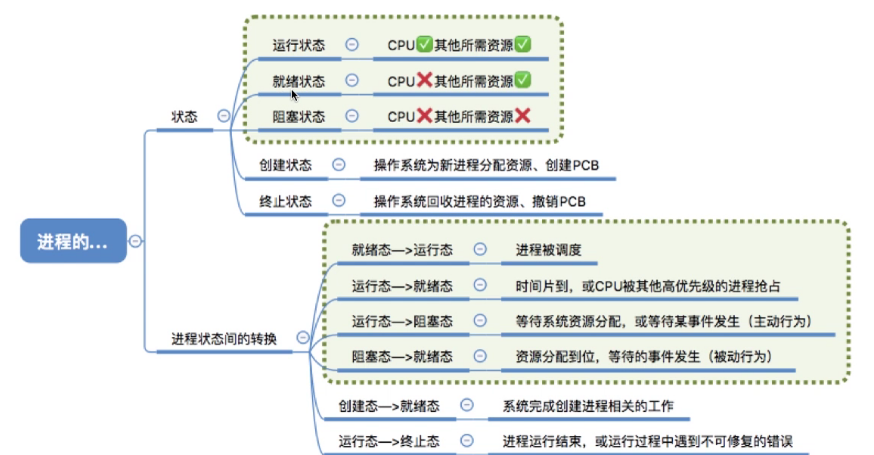 进程的...
状态
运行状态 CPU✅其他所需资源✅
就绪状态 CPU❌其他所需资源✅
阻塞状态 CPU❌其他所需资源❌
创建状态 操作系统为新进程分配资源、创建PCB
终止状态 操作系统回收进程的资源、撤销PCB
进程状态间的转换
就绪态—>运行态 进程被调度
运行态—>就绪态 时间片到，或CPU被其他高优先级的进程抢占
运行态—>阻塞态 等待系统资源分配，或等待某事件发生（主动行为）
阻塞态—>就绪态 资源分配到位，等待的事件发生（被动行为）
创建态—>就绪态 系统完成创建进程相关的工作
运行态—>终止态 进程运行结束，或运行过程中遇到不可修复的错误